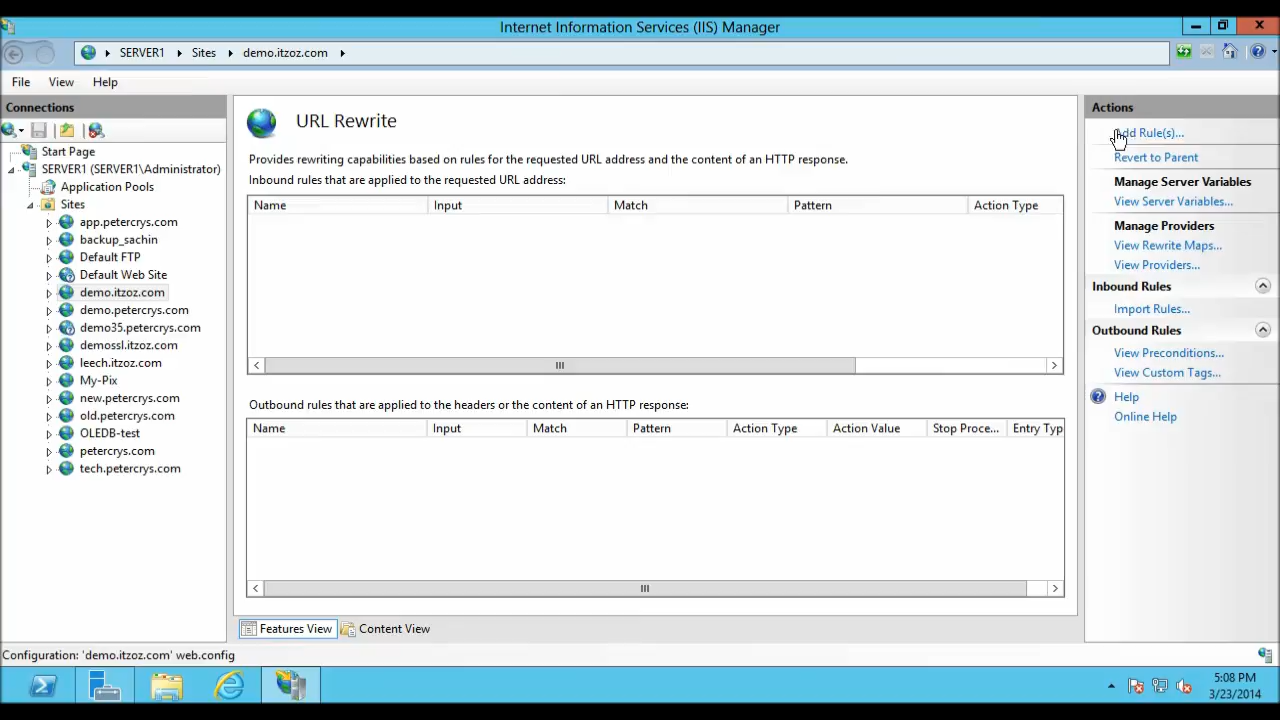 Internet Information Services (IIS) Manager
SERVER1 Sites demo.itzoz.com
File View Help
Connections
Start Page
SERVER1 (SERVER1\Administrator)
Application Pools
Sites
app.petercrys.com
backup_sachin
Default FTP
Default Web Site
demo.itzoz.com
demo.petercrys.com
demo35.petercrys.com
demossl.itzoz.com
leech.itzoz.com
My-Pix
new.petercrys.com
old.petercrys.com
OLEDB-test
petercrys.com
tech.petercrys.com
URL Rewrite
Provides rewriting capabilities based on rules for the requested URL address and the content of an HTTP response.
Inbound rules that are applied to the requested URL address:
Name Input Match Pattern Action Type
Outbound rules that are applied to the headers or the content of an HTTP response:
Name Input Match Pattern Action Type Action Value Stop Proce... Entry Typ
Features View Content View
Actions
Add Rule(s)...
Revert to Parent
Manage Server Variables
View Server Variables...
Manage Providers
View Rewrite Maps...
View Providers...
Inbound Rules
Import Rules...
Outbound Rules
View Preconditions...
View Custom Tags...
Help
Online Help
Configuration: 'demo.itzoz.com' web.config
5:08 PM
3/23/2014